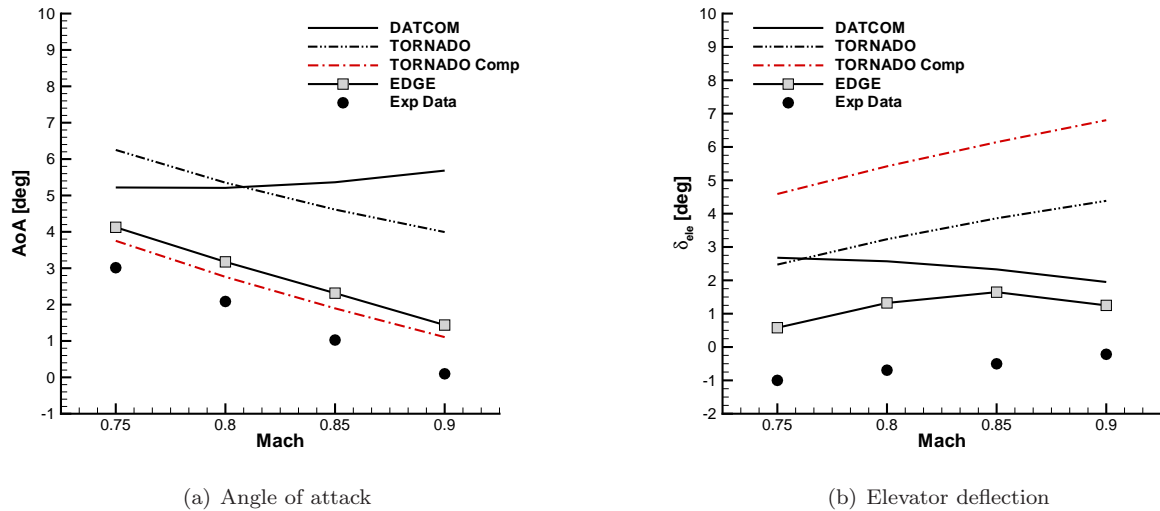 10
9
8
7
6
5
4
3
2
1
0
-1
AoA [deg]
0.75
0.8
0.85
0.9
Mach
DATCOM
TORNADO
TORNADO Comp
EDGE
Exp Data
(a) Angle of attack
10
9
8
7
6
5
4
3
2
1
0
-1
-2
δele [deg]
0.75
0.8
0.85
0.9
Mach
DATCOM
TORNADO
TORNADO Comp
EDGE
Exp Data
(b) Elevator deflection